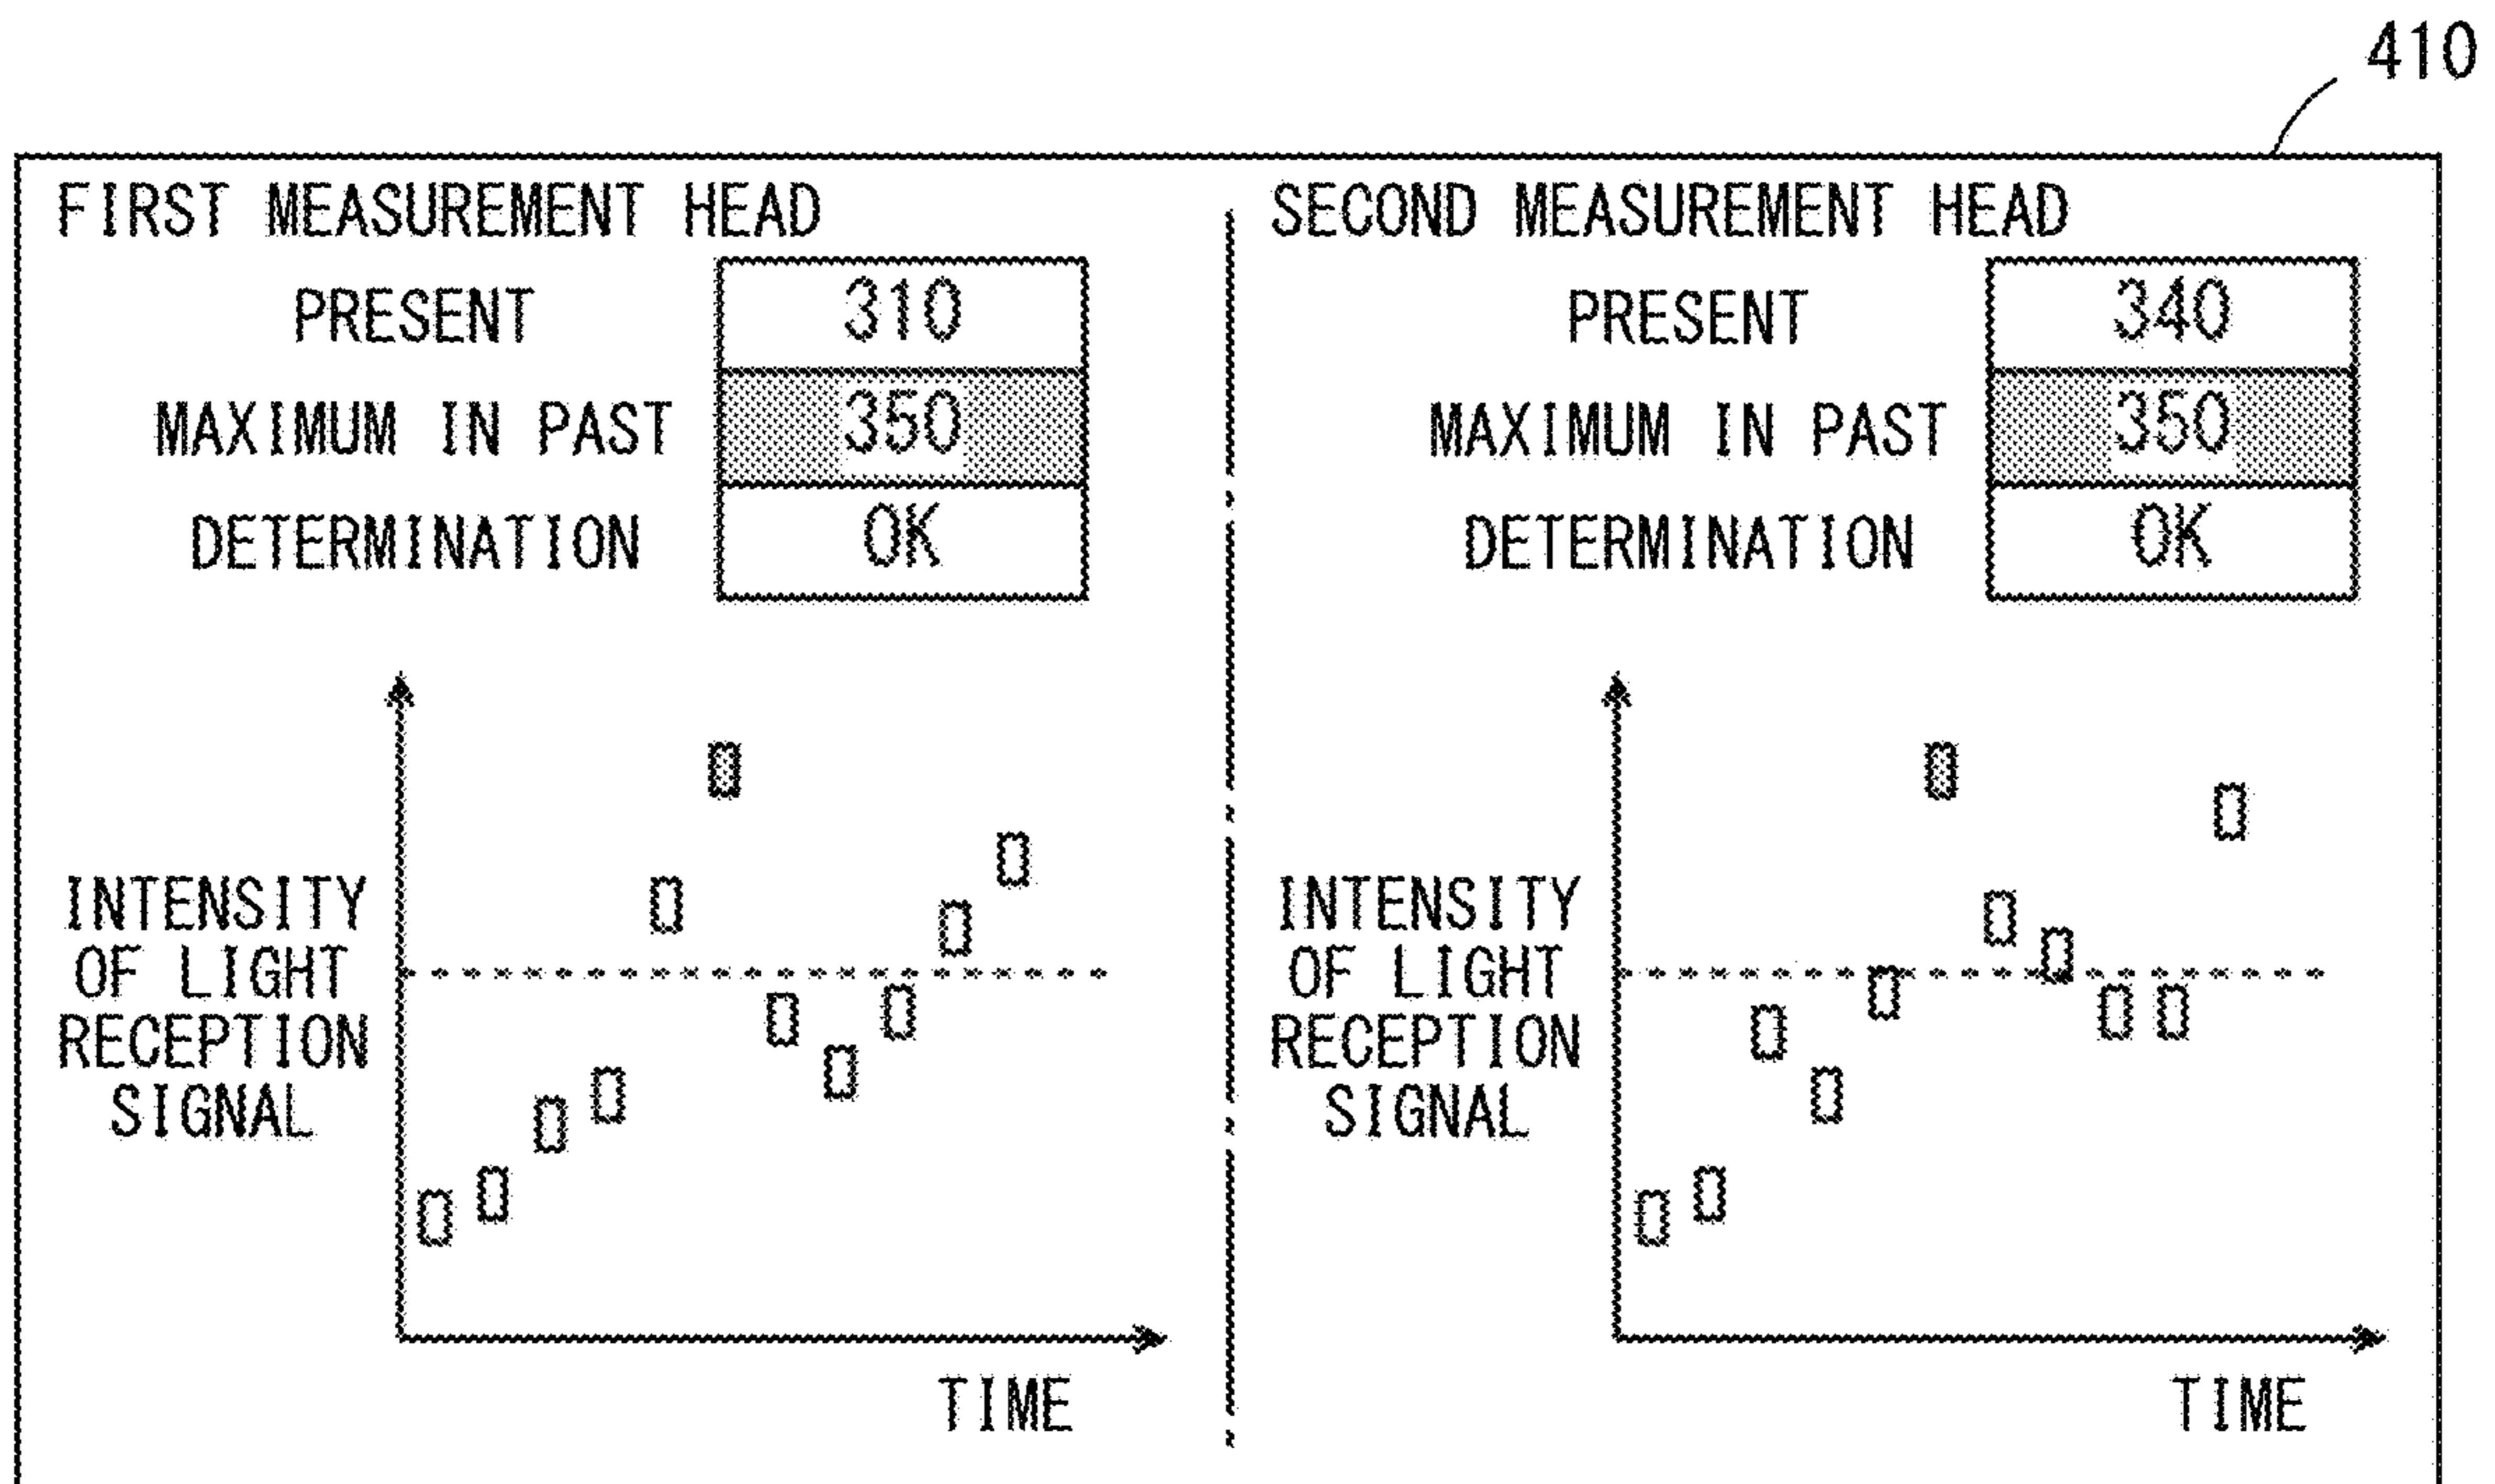 410
FIRST MEASUREMENT HEAD
PRESENT 310
MAXIMUM IN PAST 350
DETERMINATION OK
INTENSITY
OF LIGHT
RECEPTION
SIGNAL
TIME
SECOND MEASUREMENT HEAD
PRESENT 340
MAXIMUM IN PAST 350
DETERMINATION OK
INTENSITY
OF LIGHT
RECEPTION
SIGNAL
TIME